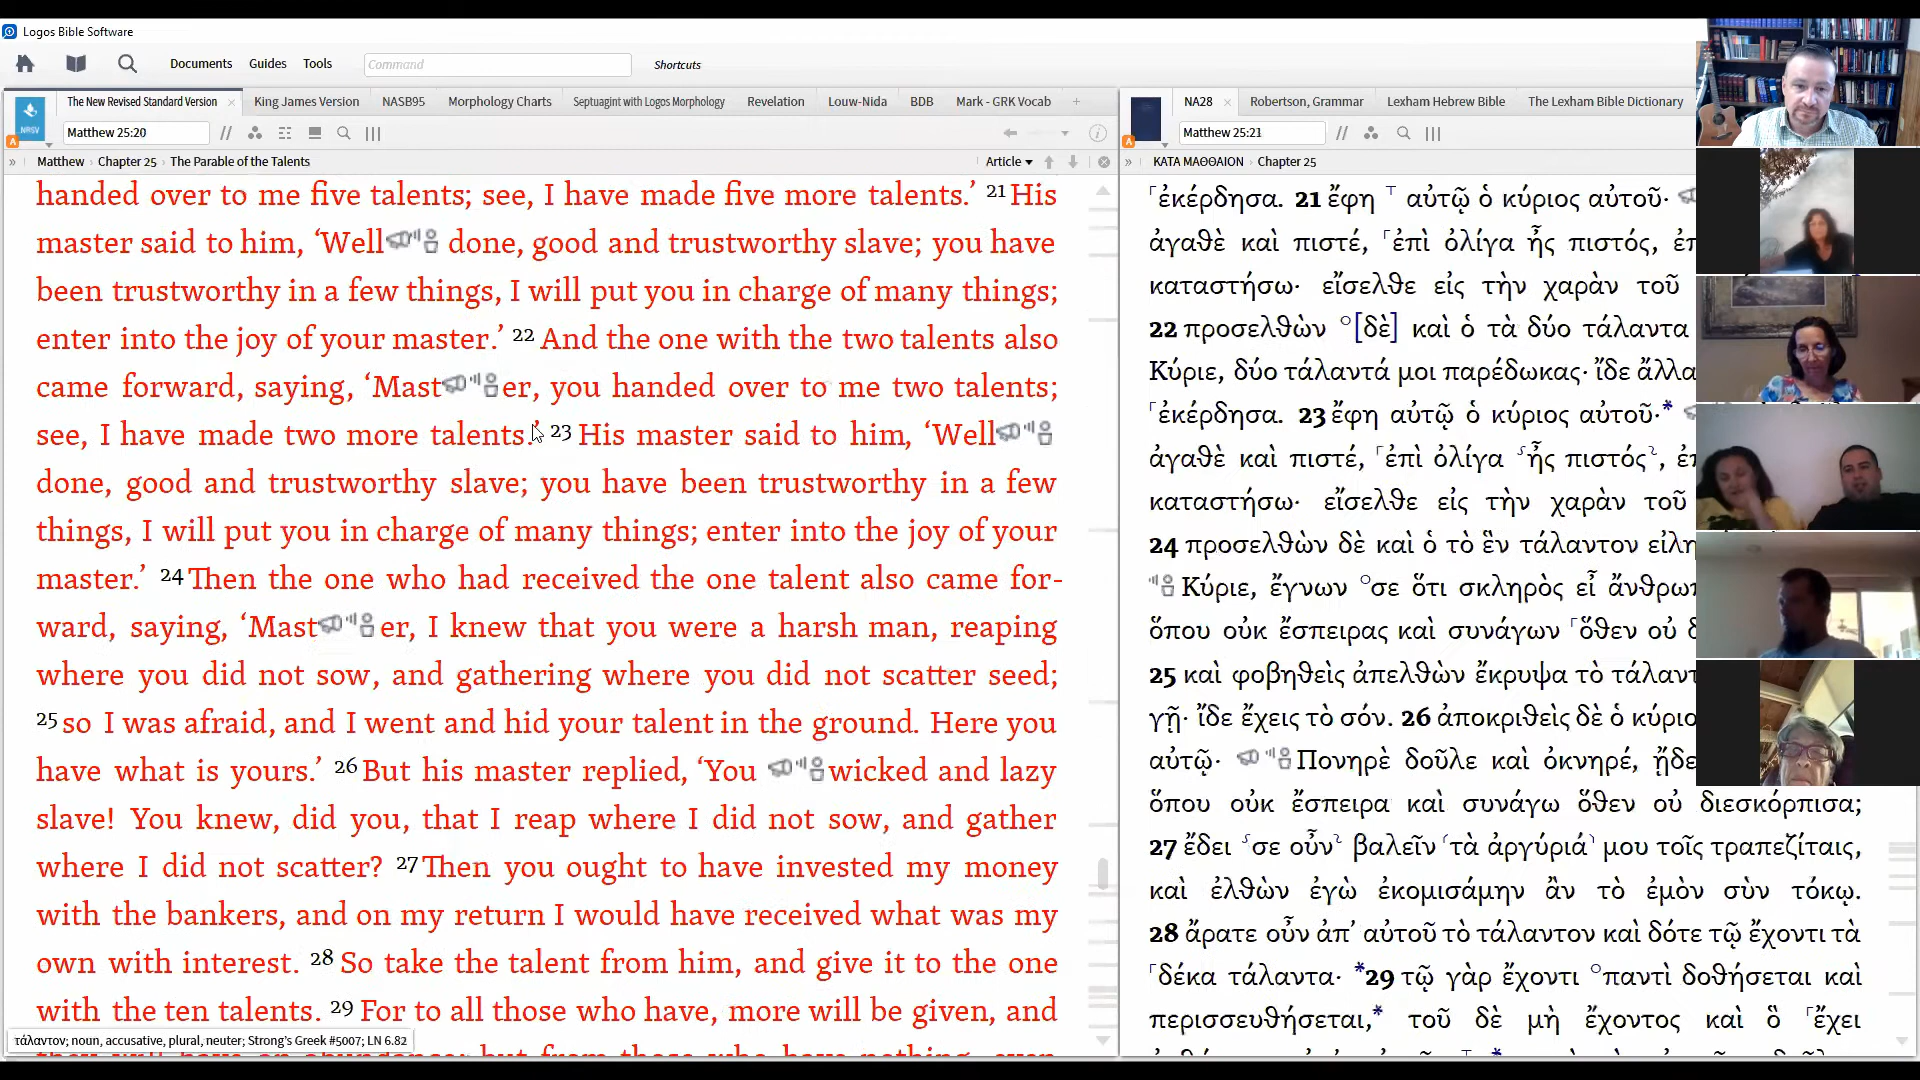 Logos Bible Software
Documents Guides Tools Command Shortcuts
The New Revised Standard Version King James Version NASB95 Morphology Charts Septuagint with Logos Morphology Revelation Louw-Nida BDB Mark - GRK Vocab
NRSV
Matthew 25:20
Matthew › Chapter 25 › The Parable of the Talents
Article
handed over to me five talents; see, I have made five more talents.’ 21 His
master said to him, ‘Well done, good and trustworthy slave; you have
been trustworthy in a few things, I will put you in charge of many things;
enter into the joy of your master.’ 22 And the one with the two talents also
came forward, saying, ‘Master, you handed over to me two talents;
see, I have made two more talents.’ 23 His master said to him, ‘Well
done, good and trustworthy slave; you have been trustworthy in a few
things, I will put you in charge of many things; enter into the joy of your
master.’ 24 Then the one who had received the one talent also came for-
ward, saying, ‘Master, I knew that you were a harsh man, reaping
where you did not sow, and gathering where you did not scatter seed;
25 so I was afraid, and I went and hid your talent in the ground. Here you
have what is yours.’ 26 But his master replied, ‘You wicked and lazy
slave! You knew, did you, that I reap where I did not sow, and gather
where I did not scatter? 27 Then you ought to have invested my money
with the bankers, and on my return I would have received what was my
own with interest. 28 So take the talent from him, and give it to the one
with the ten talents. 29 For to all those who have, more will be given, and
τάλαντον; noun, accusative, plural, neuter; Strong's Greek #5007; LN 6.82
NA28 Robertson, Grammar Lexham Hebrew Bible The Lexham Bible Dictionary
Matthew 25:21
ΚΑΤΑ ΜΑΘΘΑΙΟΝ › Chapter 25
⸀ἐκέρδησα. 21 ἔφη ⸆ αὐτῷ ὁ κύριος αὐτοῦ·
ἀγαθὲ καὶ πιστέ, ⸀ἐπὶ ὀλίγα ἦς πιστός, ἐπ
καταστήσω· εἴσελθε εἰς τὴν χαρὰν τοῦ
22 προσελθὼν ⸰[δὲ] καὶ ὁ τὰ δύο τάλαντα
Κύριε, δύο τάλαντά μοι παρέδωκας· ἴδε ἄλλα
⸀ἐκέρδησα. 23 ἔφη αὐτῷ ὁ κύριος αὐτοῦ·*
ἀγαθὲ καὶ πιστέ, ⸀ἐπὶ ὀλίγα ⸂ἦς πιστός⸃, ἐπ
καταστήσω· εἴσελθε εἰς τὴν χαρὰν τοῦ
24 προσελθὼν δὲ καὶ ὁ τὸ ἓν τάλαντον εἰλη
Κύριε, ἔγνων ⸰σε ὅτι σκληρὸς εἶ ἄνθρωπ
ὅπου οὐκ ἔσπειρας καὶ συνάγων ⸀ὅθεν οὐ δ
25 καὶ φοβηθεὶς ἀπελθὼν ἔκρυψα τὸ τάλαντ
γῇ· ἴδε ἔχεις τὸ σόν. 26 ἀποκριθεὶς δὲ ὁ κύριο
αὐτῷ· Πονηρὲ δοῦλε καὶ ὀκνηρέ, ᾔδε
ὅπου οὐκ ἔσπειρα καὶ συνάγω ὅθεν οὐ διεσκόρπισα;
27 ἔδει ⸉σε οὖν⸊ βαλεῖν ⸂τὰ ἀργύριά⸃ μου τοῖς τραπεζίταις,
καὶ ἐλθὼν ἐγὼ ἐκομισάμην ἂν τὸ ἐμὸν σὺν τόκῳ.
28 ἄρατε οὖν ἀπ’ αὐτοῦ τὸ τάλαντον καὶ δότε τῷ ἔχοντι τὰ
⸀δέκα τάλαντα· *29 τῷ γὰρ ἔχοντι ⸰παντὶ δοθήσεται καὶ
περισσευθήσεται,* τοῦ δὲ μὴ ἔχοντος καὶ ὃ ⸀ἔχει